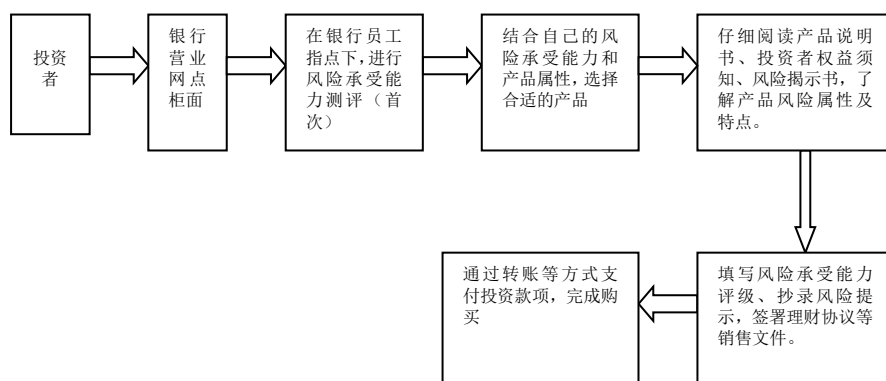 投资
者
银行
营业
网点
柜面
在银行员工
指点下，进行
风险承受能
力测评（首
次）
结合自己的风
险承受能力和
产品属性，选择
合适的产品
仔细阅读产品说明
书、投资者权益须
知、风险揭示书，了
解产品风险属性及
特点。
填写风险承受能力
评级、抄录风险提
示，签署理财协议等
销售文件。
通过转账等方式支
付投资款项，完成购
买